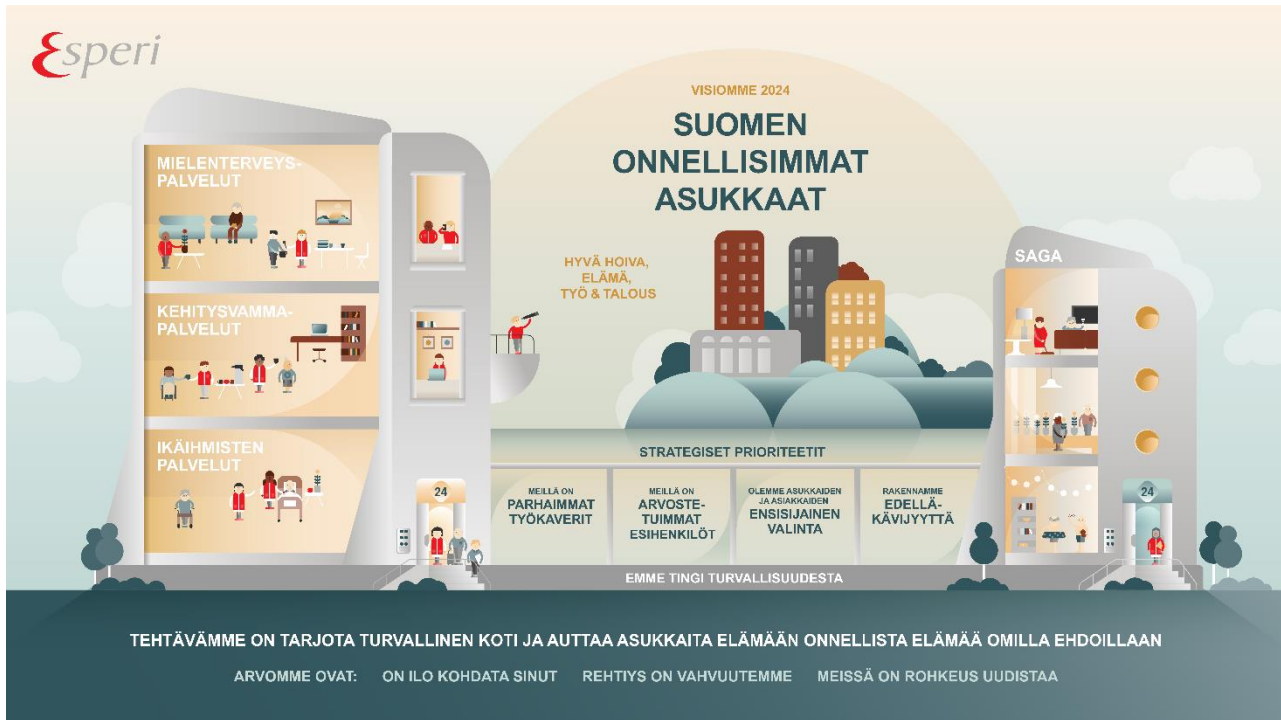 Esperi
VISIOMME 2024
SUOMEN
ONNELLISIMMAT
ASUKKAAT
HYVÄ HOIVA,
ELÄMÄ,
TYÖ & TALOUS
MIELENTERVEYS-
PALVELUT
KEHITYSVAMMA-
PALVELUT
IKÄIHMISTEN
PALVELUT
24
SAGA
24
STRATEGISET PRIORITEETIT
MEILLÄ ON
PARHAIMMAT
TYÖKAVERIT
MEILLÄ ON
ARVOSTE-
TUIMMAT
ESIHENKILÖT
OLEMME ASUKKAIDEN
JA ASIAKKAIDEN
ENSISIJAINEN
VALINTA
RAKENNAMME
EDELLÄ-
KÄVIJYYTTÄ
EMME TINGI TURVALLISUUDESTA
TEHTÄVÄMME ON TARJOTA TURVALLINEN KOTI JA AUTTAA ASUKKAITA ELÄMÄÄN ONNELLISTA ELÄMÄÄ OMILLA EHDOILLAAN
ARVOMME OVAT: ON ILO KOHDATA SINUT REHTIYS ON VAHVUUTEMME MEISSÄ ON ROHKEUS UUDISTAA